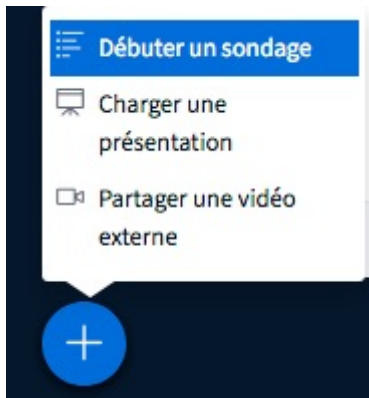 Débuter un sondage
Charger une
présentation
Partager une vidéo
externe